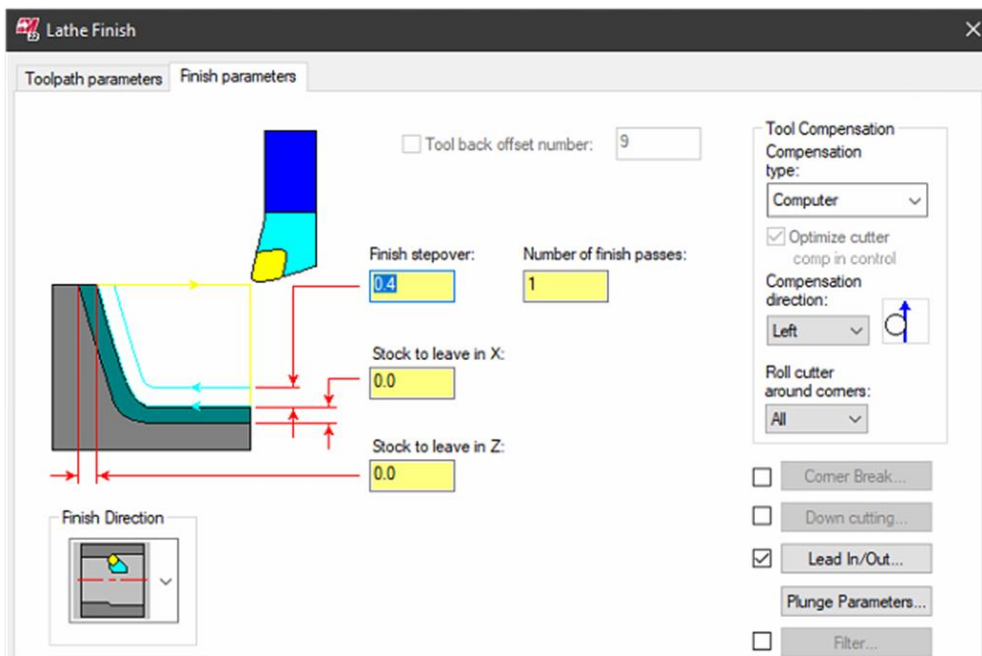 Lathe Finish
Toolpath parameters
Finish parameters
Tool back offset number:
9
Finish stepover:
0.4
Number of finish passes:
1
Stock to leave in X:
0.0
Stock to leave in Z:
0.0
Finish Direction
Tool Compensation
Compensation
type:
Computer
Optimize cutter
comp in control
Compensation
direction:
Left
Roll cutter
around corners:
All
Corner Break...
Down cutting...
Lead In/Out...
Plunge Parameters...
Filter...